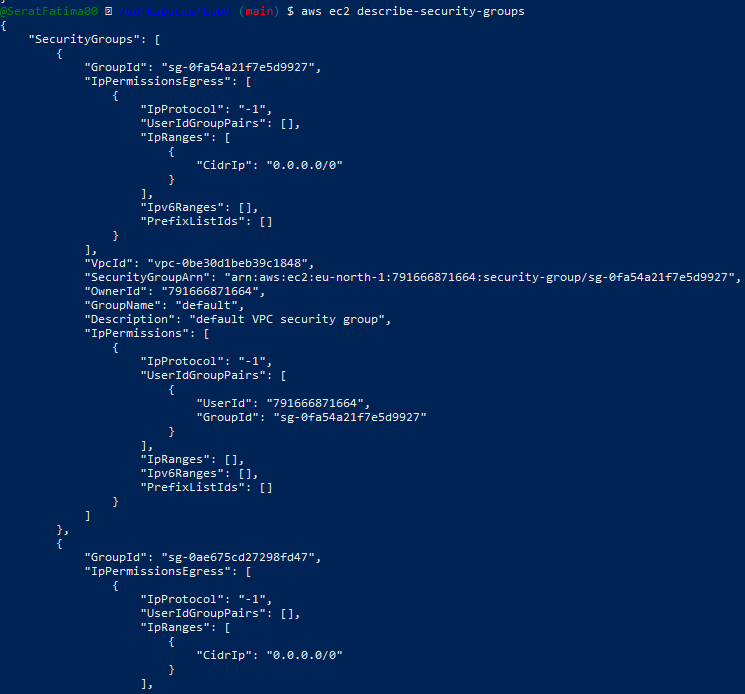 }
@SeratFatima00 (main) $ aws ec2 describe-security-groups
{
    "SecurityGroups": [
        {
            "GroupId": "sg-0fa54a21f7e5d9927",
            "IpPermissionsEgress": [
                {
                    "IpProtocol": "-1",
                    "UserIdGroupPairs": [],
                    "IpRanges": [
                        {
                            "CidrIp": "0.0.0.0/0"
                        }
                    ],
                    "Ipv6Ranges": [],
                    "PrefixListIds": []
                }
            ],
            "VpcId": "vpc-0be30d1beb39c1848",
            "SecurityGroupArn": "arn:aws:ec2:eu-north-1:791666871664:security-group/sg-0fa54a21f7e5d9927",
            "OwnerId": "791666871664",
            "GroupName": "default",
            "Description": "default VPC security group",
            "IpPermissions": [
                {
                    "IpProtocol": "-1",
                    "UserIdGroupPairs": [
                        {
                            "UserId": "791666871664",
                            "GroupId": "sg-0fa54a21f7e5d9927"
                        }
                    ],
                    "IpRanges": [],
                    "Ipv6Ranges": [],
                    "PrefixListIds": []
                }
            ]
        },
        {
            "GroupId": "sg-0ae675cd27298fd47",
            "IpPermissionsEgress": [
                {
                    "IpProtocol": "-1",
                    "UserIdGroupPairs": [],
                    "IpRanges": [
                        {
                            "CidrIp": "0.0.0.0/0"
                        }
                    ],